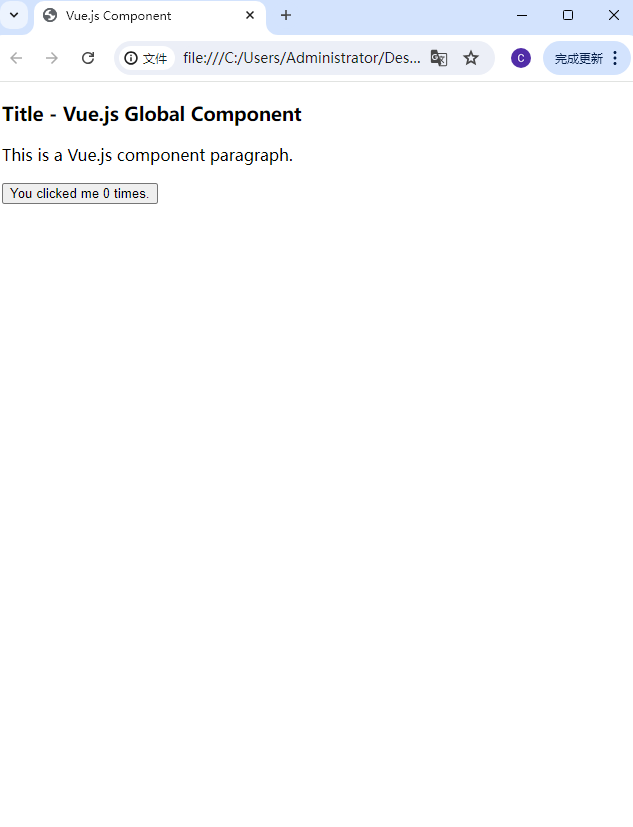 Vue.js Component
文件
file:///C:/Users/Administrator/Des...
C
完成更新
Title - Vue.js Global Component
This is a Vue.js component paragraph.
You clicked me 0 times.